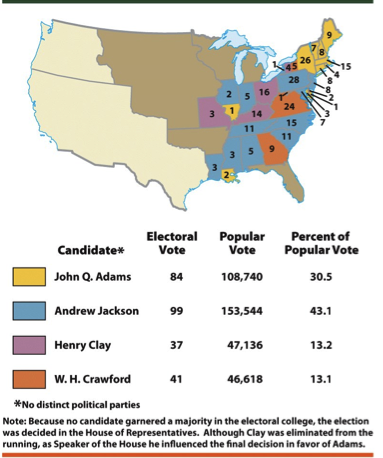 9
7
8
1
4 5
26
15
4
8
8
2
1
3
7
28
2
5
16
1
24
3
1
14
15
11
11
3
5
9
3
2
Candidate*
Electoral
Vote
Popular
Vote
Percent of
Popular Vote
John Q. Adams 84 108,740 30.5
Andrew Jackson 99 153,544 43.1
Henry Clay 37 47,136 13.2
W. H. Crawford 41 46,618 13.1
*No distinct political parties
Note: Because no candidate garnered a majority in the electoral college, the election
was decided in the House of Representatives. Although Clay was eliminated from the
running, as Speaker of the House he influenced the final decision in favor of Adams.